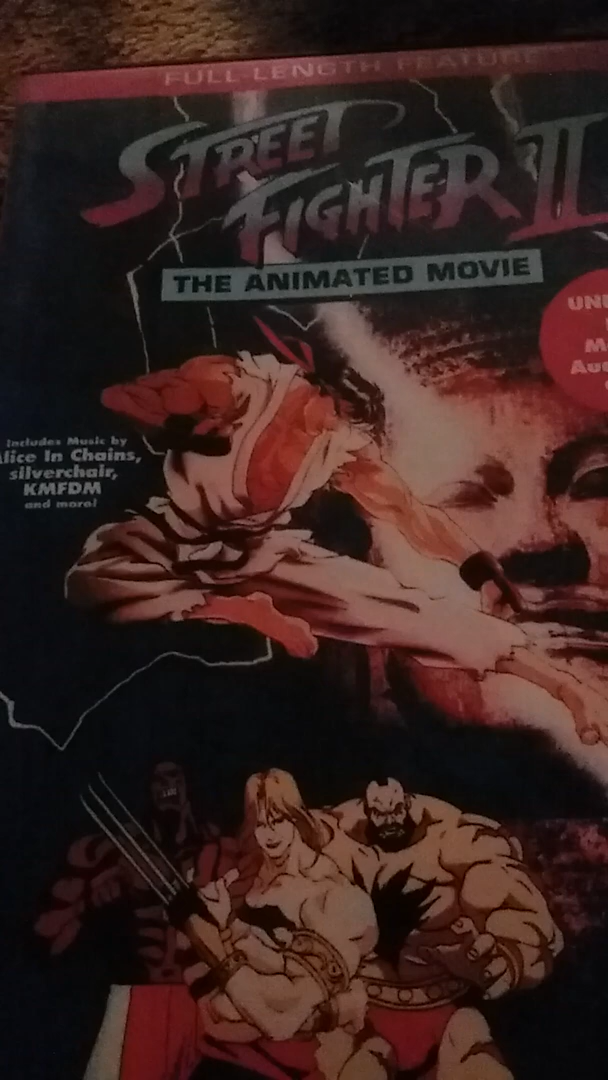 FULL-LENGTH FEATURE
STREET
FIGHTER II
THE ANIMATED MOVIE
Includes Music by
Alice In Chains,
silverchair,
KMFDM
and more!